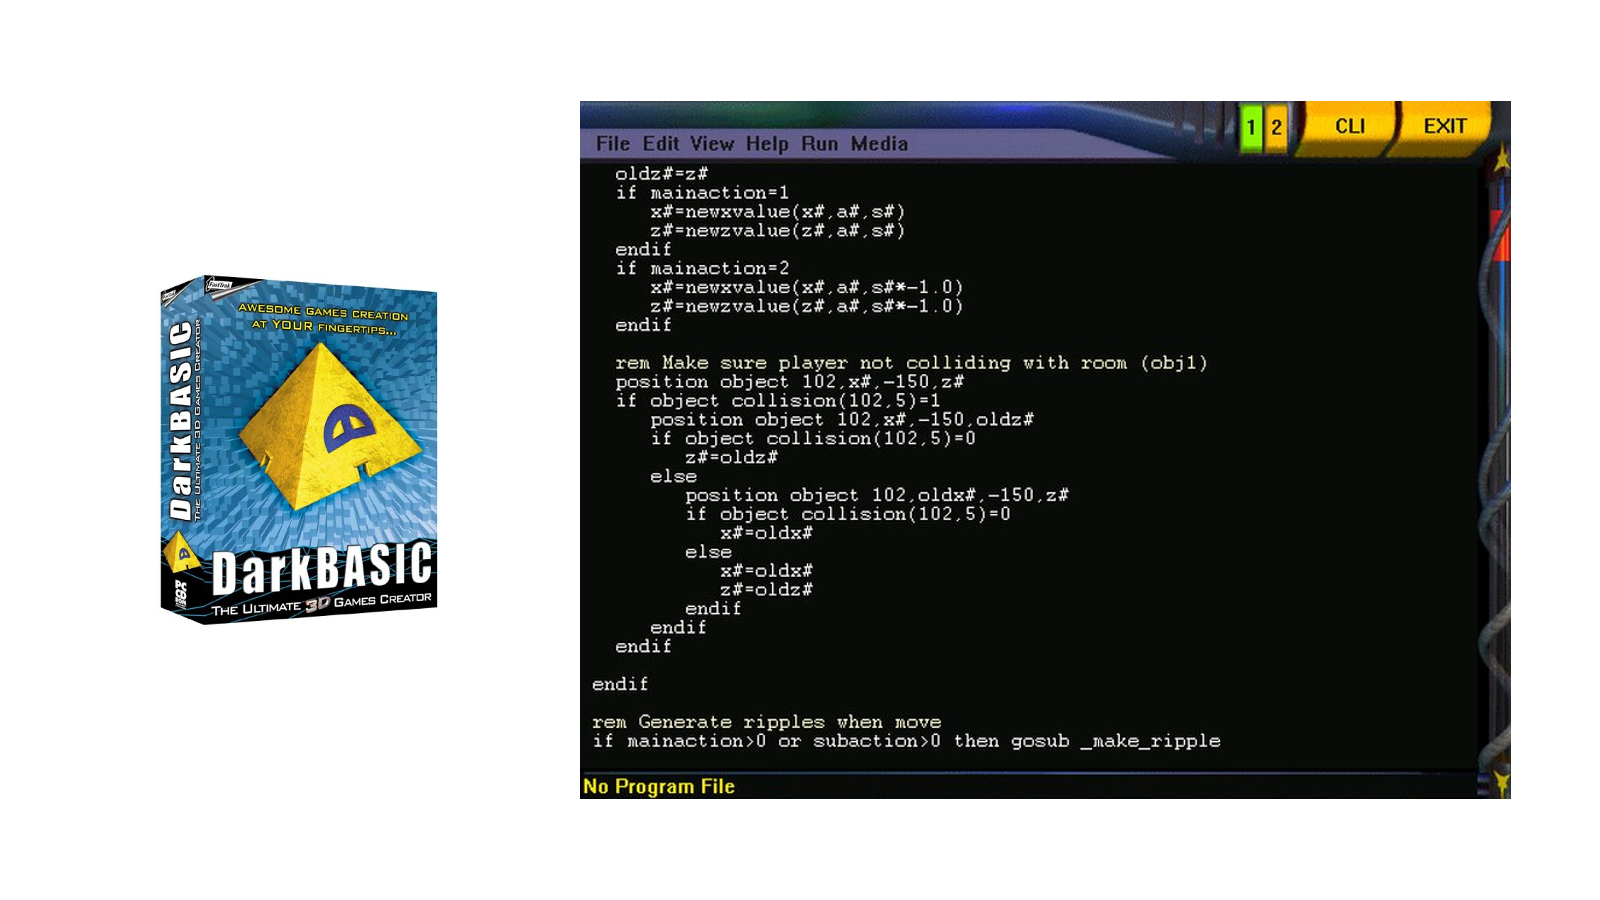 FastTrak
AWESOME GAMES CREATION
AT YOUR FINGERTIPS...
DarkBASIC
THE ULTIMATE 3D GAMES CREATOR
DarkBASIC
THE ULTIMATE 3D GAMES CREATOR
File Edit View Help Run Media
1 2 CLI EXIT
oldz#=z#
if mainaction=1
x#=newxvalue(x#,a#,s#)
z#=newzvalue(z#,a#,s#)
endif
if mainaction=2
x#=newxvalue(x#,a#,s#*-1.0)
z#=newzvalue(z#,a#,s#*-1.0)
endif
rem Make sure player not colliding with room (obj1)
position object 102,x#,-150,z#
if object collision(102,5)=1
position object 102,x#,-150,oldz#
if object collision(102,5)=0
z#=oldz#
else
position object 102,oldx#,-150,z#
if object collision(102,5)=0
x#=oldx#
else
x#=oldx#
z#=oldz#
endif
endif
endif
endif
rem Generate ripples when move
if mainaction>0 or subaction>0 then gosub _make_ripple
No Program File